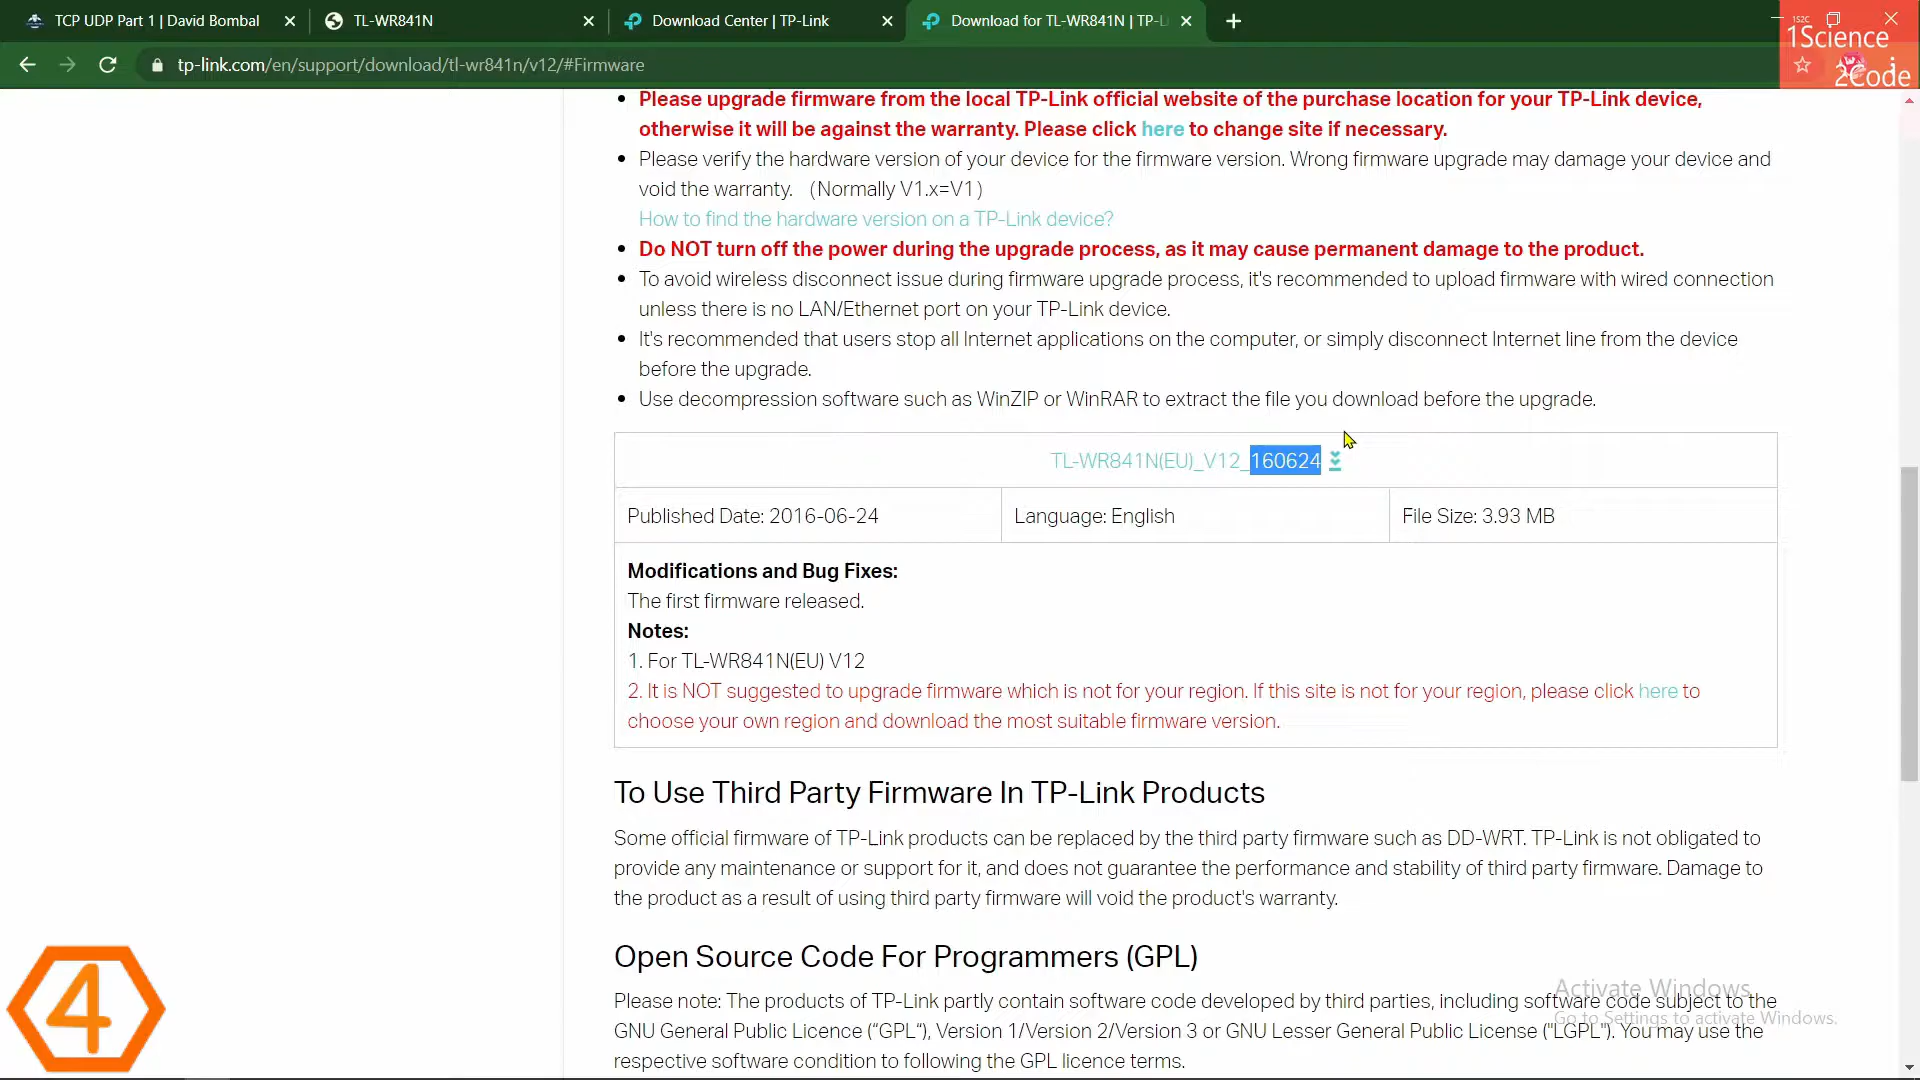 TCP UDP Part 1 | David Bombal
TL-WR841N
Download Center | TP-Link
Download for TL-WR841N | TP-Li
1S2C
1Science
2Code
tp-link.com/en/support/download/tl-wr841n/v12/#Firmware
Please upgrade firmware from the local TP-Link official website of the purchase location for your TP-Link device,
otherwise it will be against the warranty. Please click here to change site if necessary.
Please verify the hardware version of your device for the firmware version. Wrong firmware upgrade may damage your device and
void the warranty. (Normally V1.x=V1)
How to find the hardware version on a TP-Link device?
Do NOT turn off the power during the upgrade process, as it may cause permanent damage to the product.
To avoid wireless disconnect issue during firmware upgrade process, it's recommended to upload firmware with wired connection
unless there is no LAN/Ethernet port on your TP-Link device.
It's recommended that users stop all Internet applications on the computer, or simply disconnect Internet line from the device
before the upgrade.
Use decompression software such as WinZIP or WinRAR to extract the file you download before the upgrade.
TL-WR841N(EU)_V12_160624
Published Date: 2016-06-24
Language: English
File Size: 3.93 MB
Modifications and Bug Fixes:
The first firmware released.
Notes:
1. For TL-WR841N(EU) V12
2. It is NOT suggested to upgrade firmware which is not for your region. If this site is not for your region, please click here to
choose your own region and download the most suitable firmware version.
To Use Third Party Firmware In TP-Link Products
Some official firmware of TP-Link products can be replaced by the third party firmware such as DD-WRT. TP-Link is not obligated to
provide any maintenance or support for it, and does not guarantee the performance and stability of third party firmware. Damage to
the product as a result of using third party firmware will void the product's warranty.
Open Source Code For Programmers (GPL)
Please note: The products of TP-Link partly contain software code developed by third parties, including software code subject to the
GNU General Public Licence (“GPL“), Version 1/Version 2/Version 3 or GNU Lesser General Public License ("LGPL"). You may use the
respective software condition to following the GPL licence terms.
Activate Windows
Go to Settings to activate Windows.
4